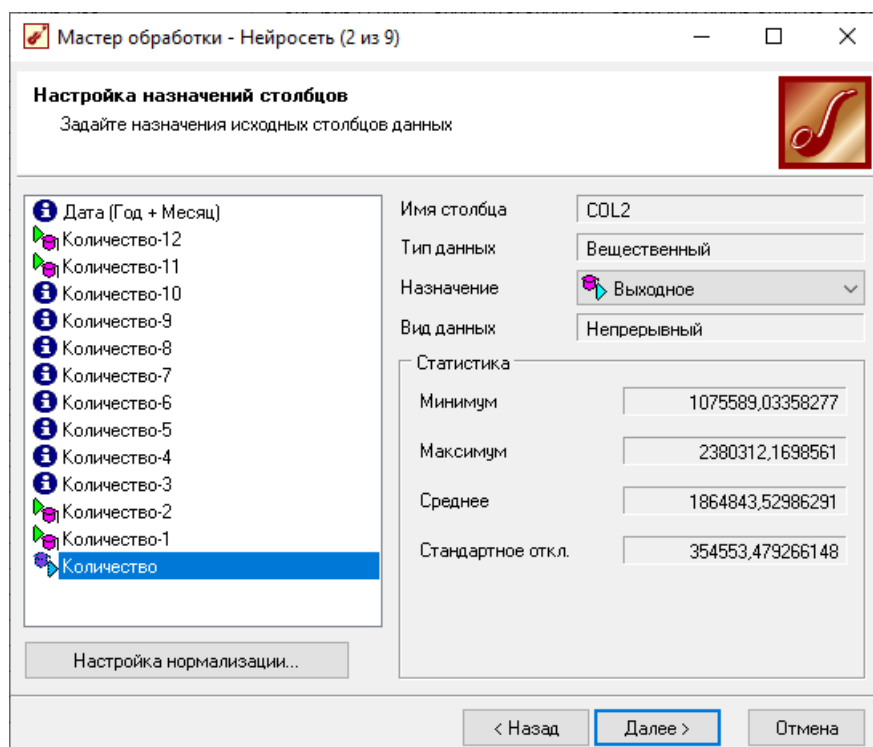 Мастер обработки - Нейросеть (2 из 9)
Настройка назначений столбцов
Задайте назначения исходных столбцов данных
Дата (Год + Месяц)
Количество-12
Количество-11
Количество-10
Количество-9
Количество-8
Количество-7
Количество-6
Количество-5
Количество-4
Количество-3
Количество-2
Количество-1
Количество
Настройка нормализации...
Имя столбца COL2
Тип данных Вещественный
Назначение Выходное
Вид данных Непрерывный
Статистика
Минимум 1075589,03358277
Максимум 2380312,1698561
Среднее 1864843,52986291
Стандартное откл. 354553,479266148
< Назад Далее > Отмена